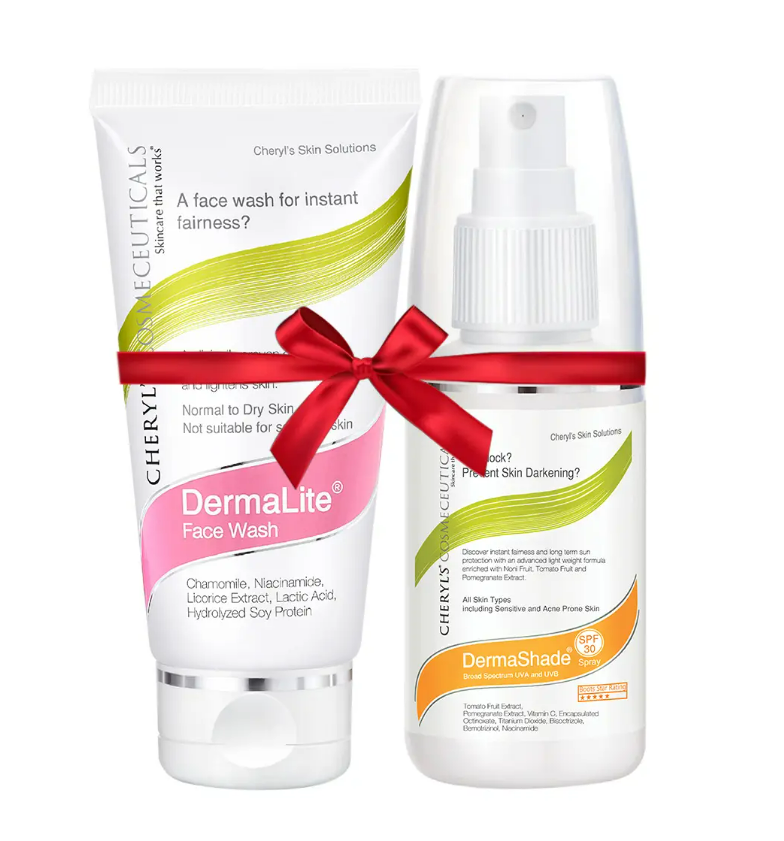 Cheryl's Skin Solutions
CHERYL'S COSMECEUTICALS
Skincare that works®
A face wash for instant
fairness?
and lightens skin.
Normal to Dry Skin
Not suitable for skin
DermaLite®
Face Wash
Chamomile, Niacinamide,
Licorice Extract, Lactic Acid,
Hydrolyzed Soy Protein
Cheryl's Skin Solutions
CHERYL'S COSMECEUTICALS
Skincare
Skin Darkening?
Discover instant fairness and long term sun
protection with an advanced light weight formula
enriched with Noni Fruit, Tomato Fruit and
Pomegranate Extract.
All Skin Types
including Sensitive and Acne Prone Skin
SPF
30
DermaShade®
Spray
Broad Spectrum UVA and UVB
Boots Star Rating
★★★★★
Tomato Fruit Extract,
Pomegranate Extract, Vitamin C, Encapsulated
Octinoxate, Titanium Dioxide, Bisoctrizole,
Bemotrizinol, Niacinamide